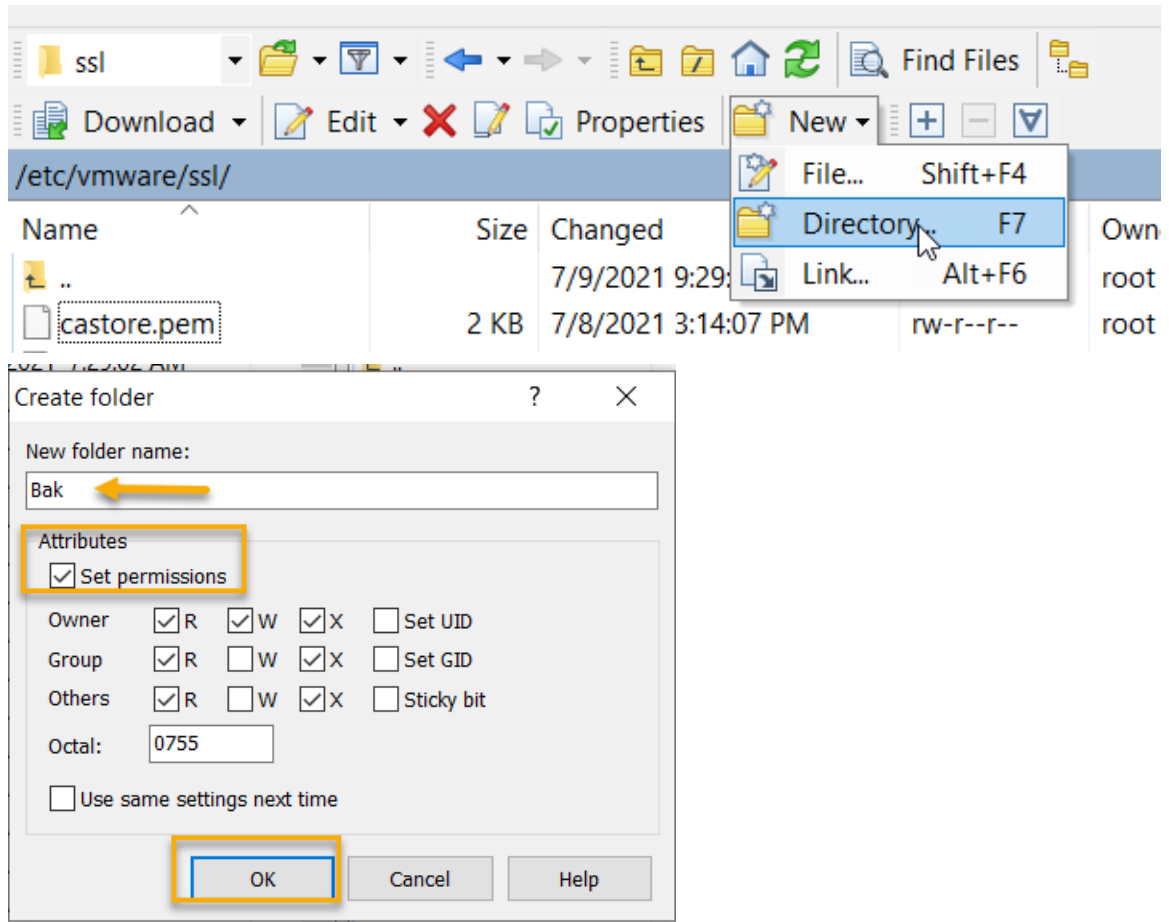 ssl Find Files
Download Edit Properties New
/etc/vmware/ssl/
File... Shift+F4
Directory... F7
Link... Alt+F6
Name Size Changed Own
.. 7/9/2021 9:29: root
castore.pem 2 KB 7/8/2021 3:14:07 PM rw-r--r-- root
Create folder ?
New folder name:
Bak
Attributes
Set permissions
Owner R W X Set UID
Group R W X Set GID
Others R W X Sticky bit
Octal: 0755
Use same settings next time
OK Cancel Help